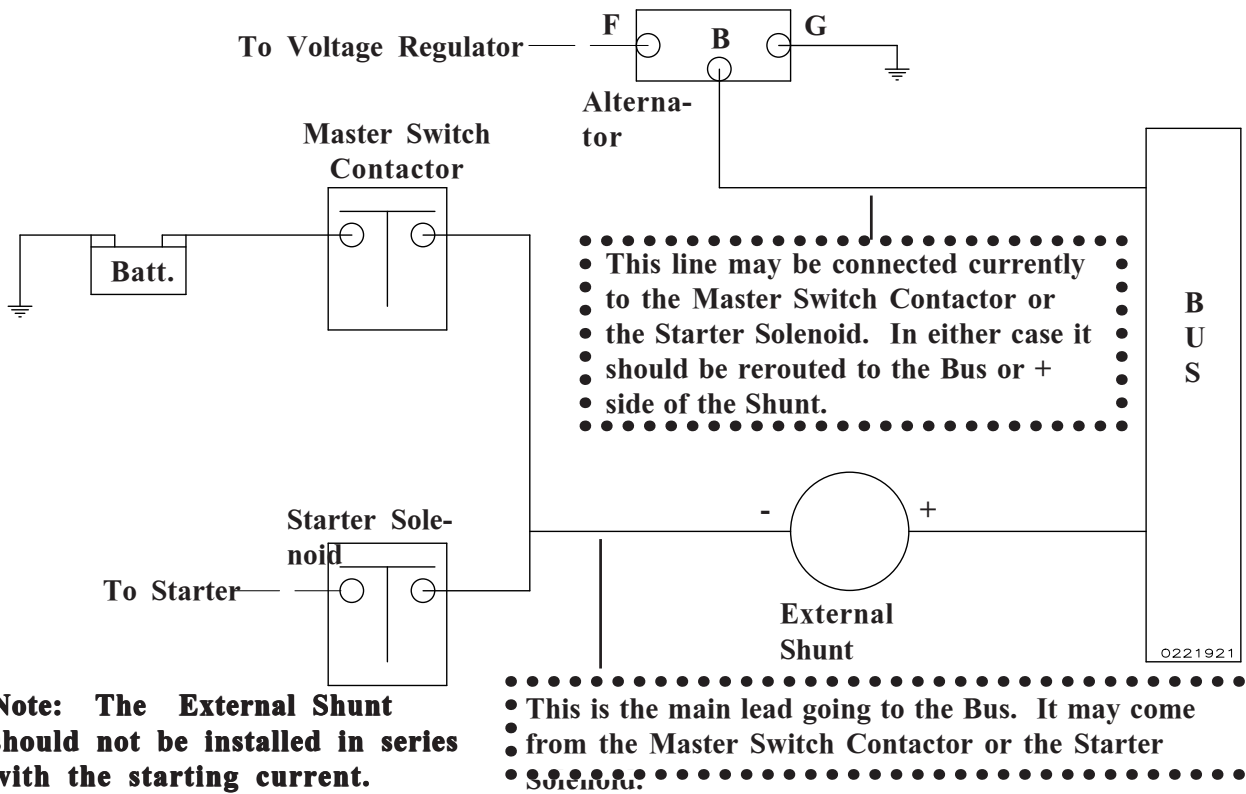 F
B
G
To Voltage Regulator
Alterna-
tor
Master Switch
Contactor
Batt.
This line may be connected currently
to the Master Switch Contactor or
the Starter Solenoid. In either case it
should be rerouted to the Bus or +
side of the Shunt.
B
U
S
- +
Starter Sole-
noid
To Starter
External
Shunt
0221921
Note: The External Shunt
should not be installed in series
with the starting current.
This is the main lead going to the Bus. It may come
from the Master Switch Contactor or the Starter
Solenoid.